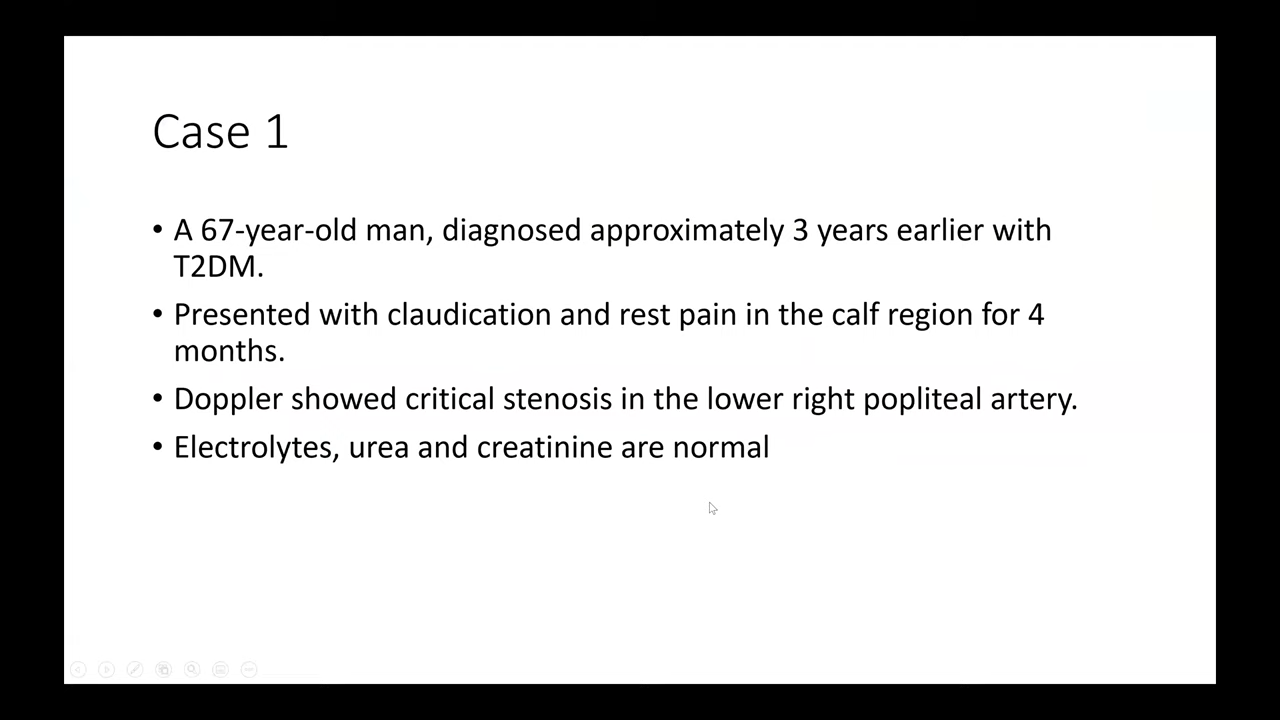 Case 1
• A 67-year-old man, diagnosed approximately 3 years earlier with
T2DM.
• Presented with claudication and rest pain in the calf region for 4
months.
• Doppler showed critical stenosis in the lower right popliteal artery.
• Electrolytes, urea and creatinine are normal